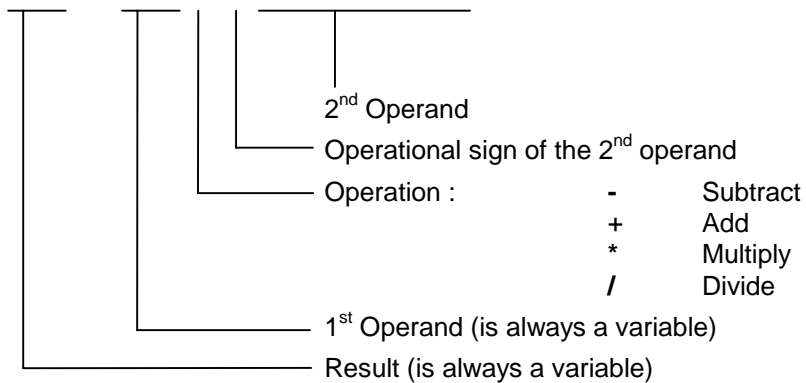 2nd Operand
Operational sign of the 2nd operand
Operation : - Subtract
+ Add
* Multiply
/ Divide
1st Operand (is always a variable)
Result (is always a variable)